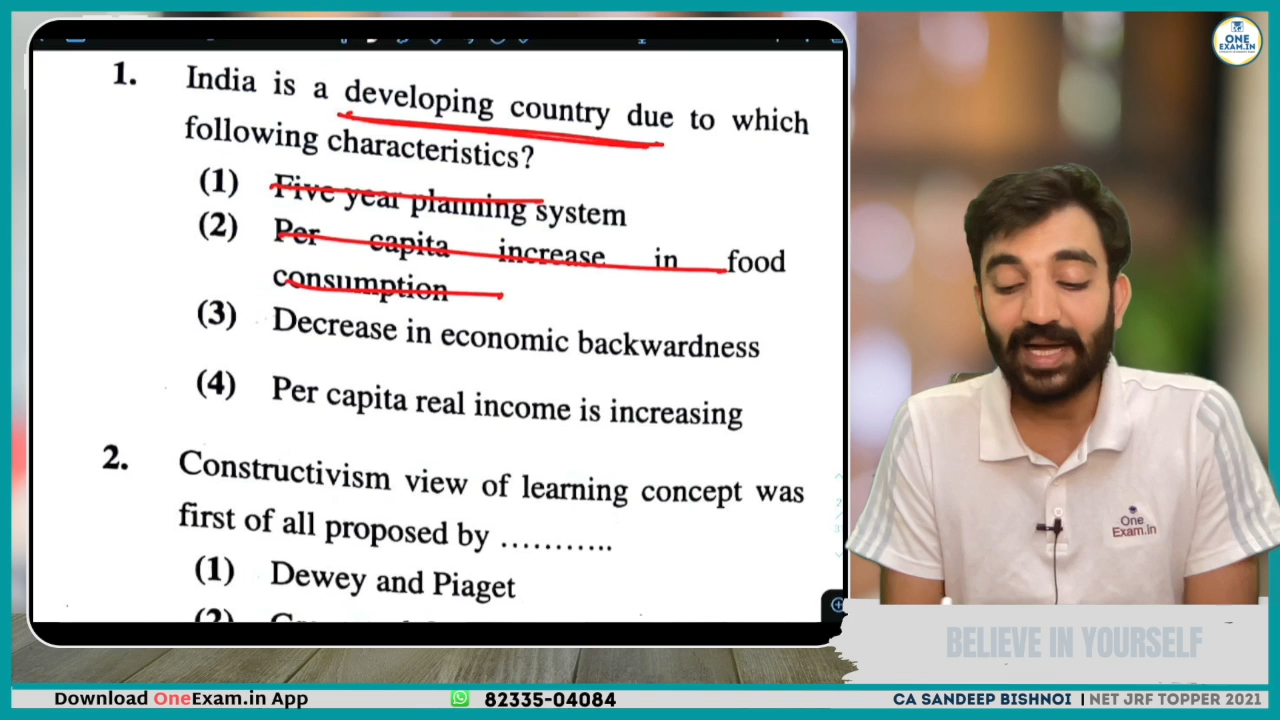 1. India is a developing country due to which
following characteristics?
(1) Five year planning system
(2) Per capita increase in food
consumption
(3) Decrease in economic backwardness
(4) Per capita real income is increasing
2. Constructivism view of learning concept was
first of all proposed by ...........
(1) Dewey and Piaget
(2)
ONE
EXAM.IN
One
Exam.in
BELIEVE IN YOURSELF
Download OneExam.in App
82335-04084
CA SANDEEP BISHNOI | NET JRF TOPPER 2021